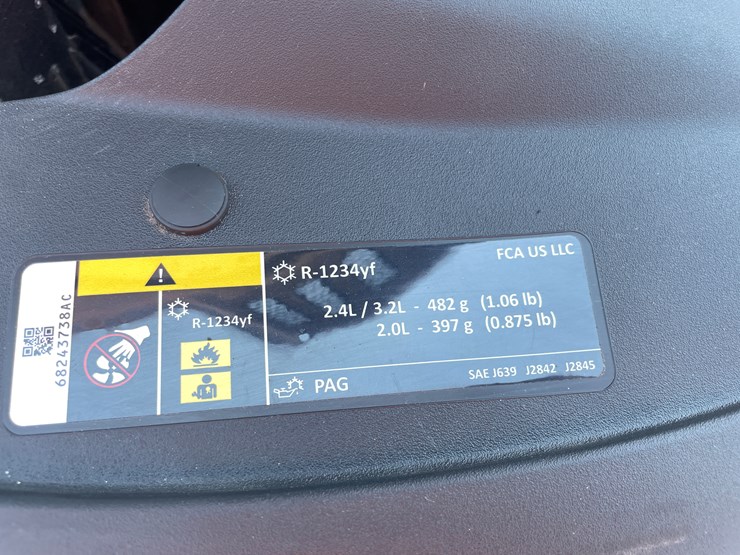 68243738AC
R-1234yf
FCA US LLC
R-1234yf
2.4L / 3.2L - 482 g (1.06 lb)
2.0L - 397 g (0.875 lb)
PAG
SAE J639 J2842 J2845